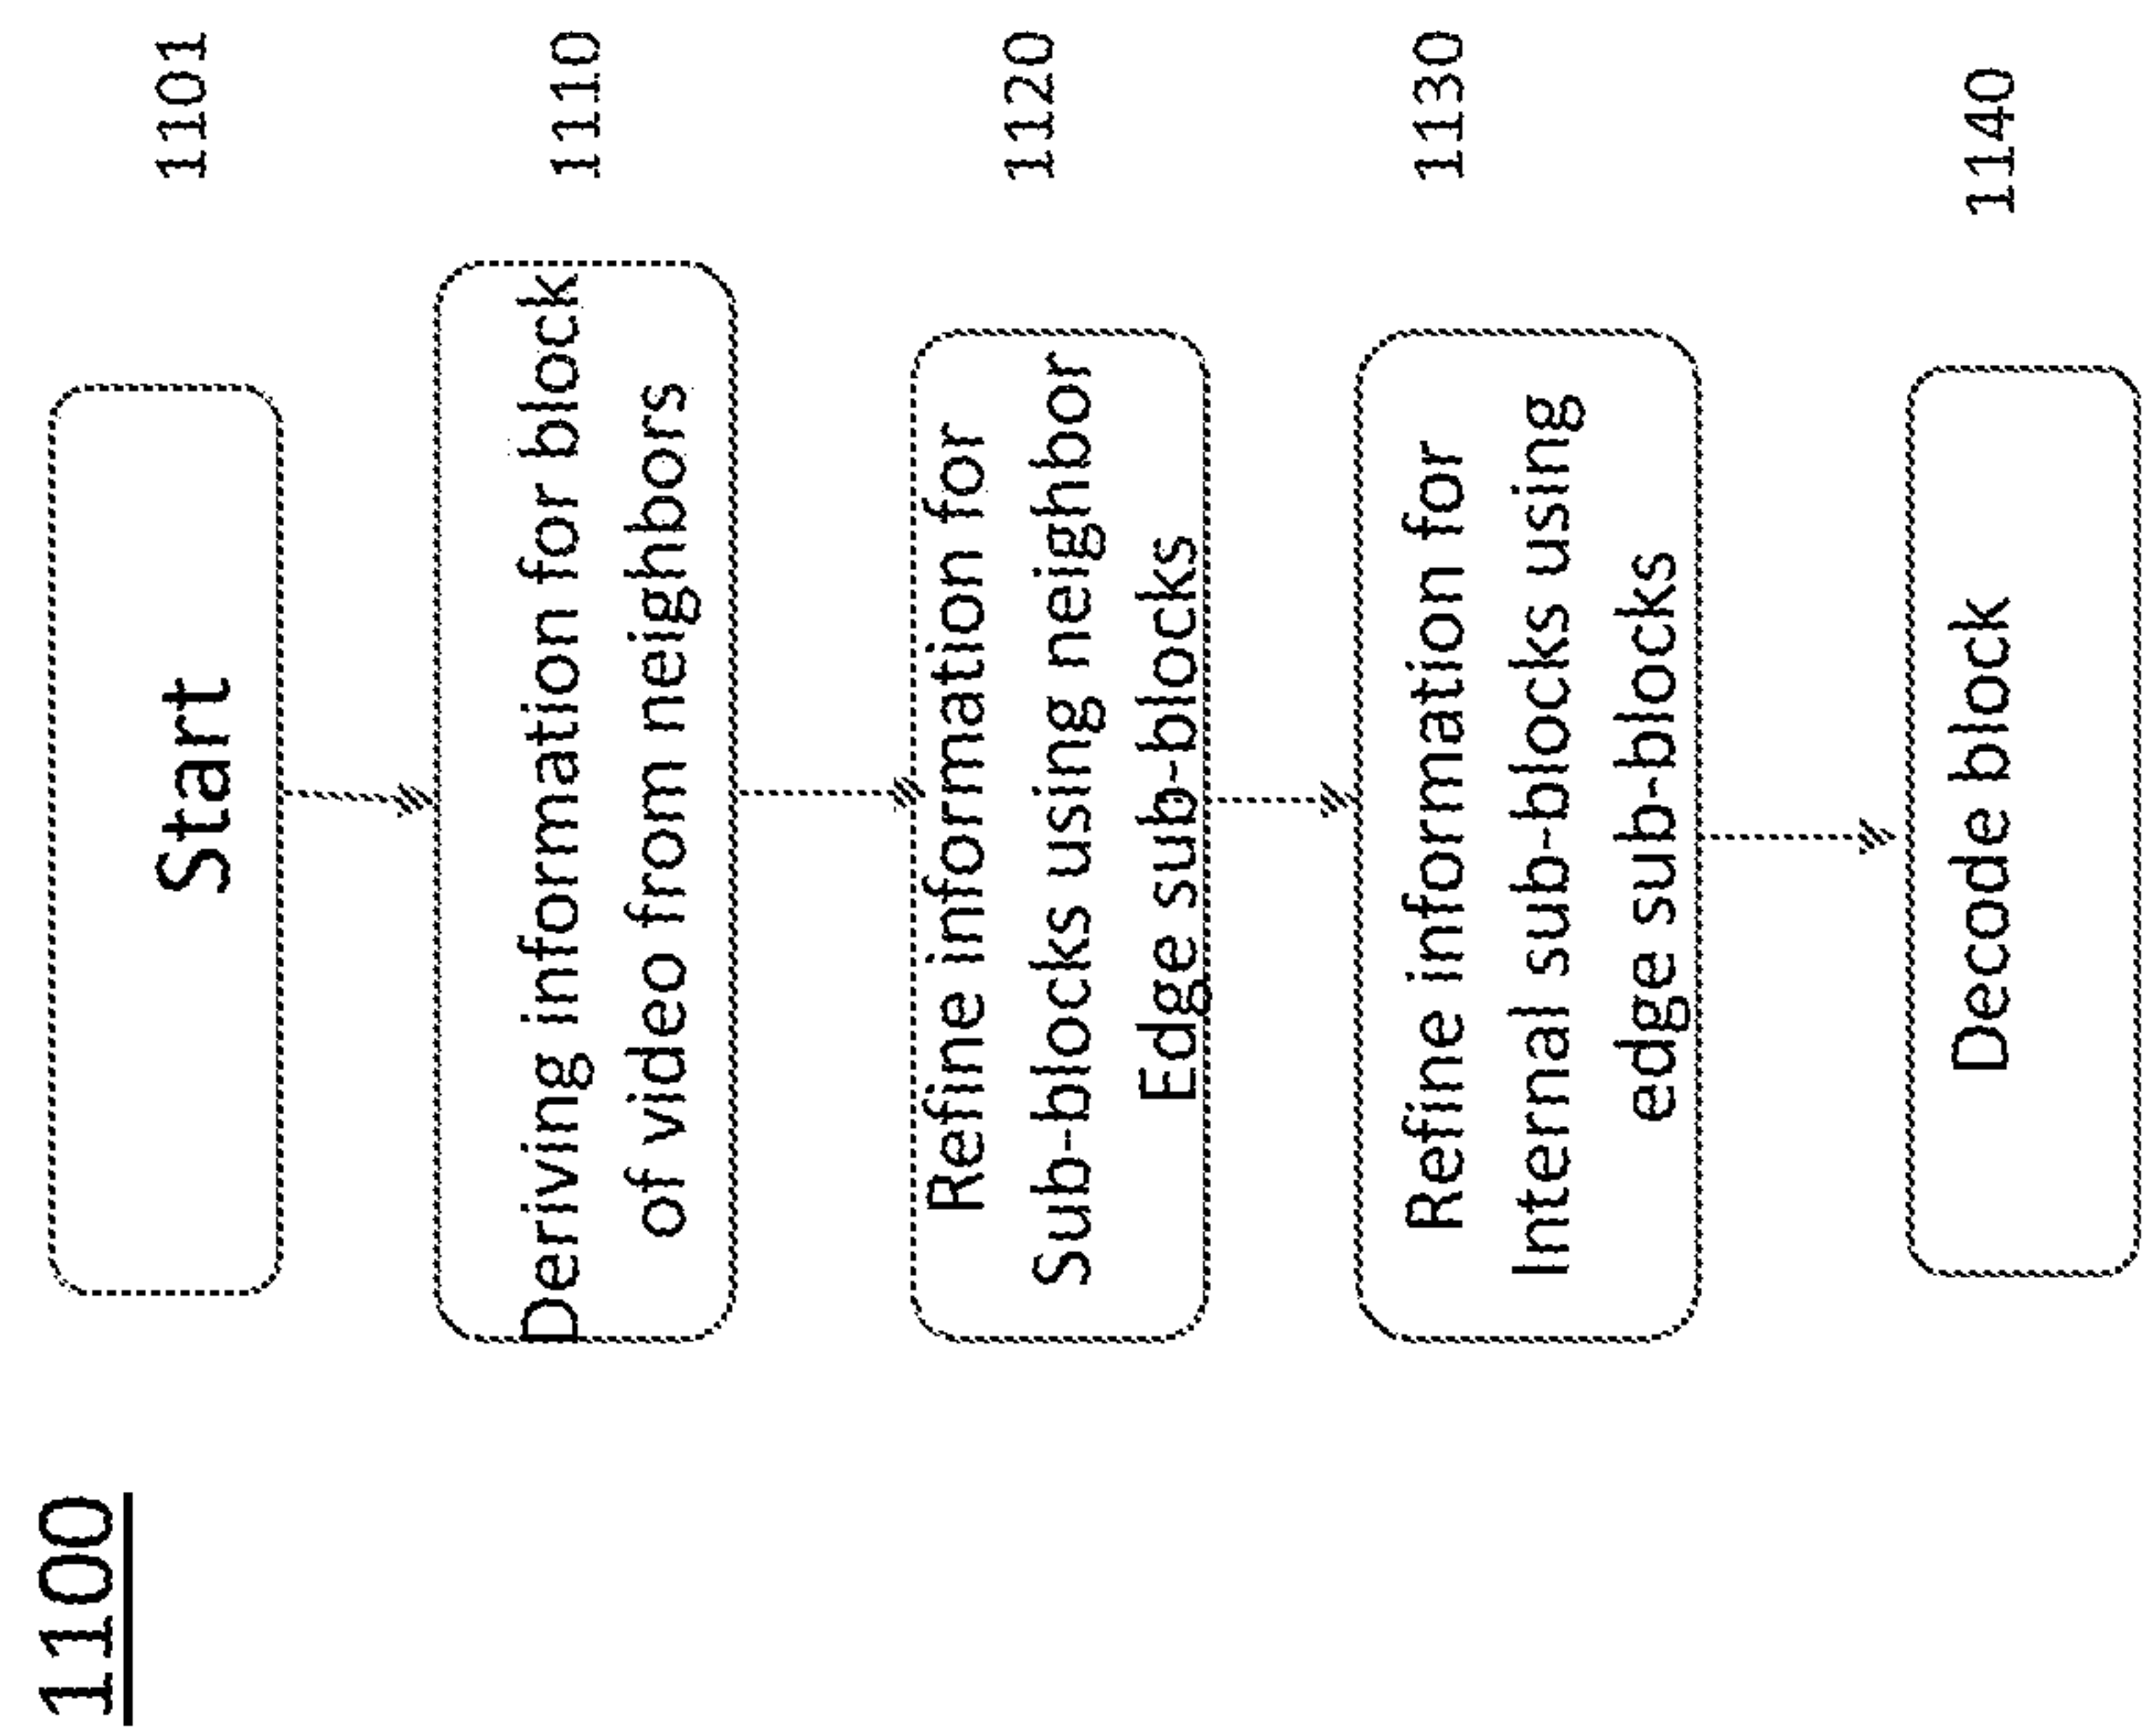 1100
Start
1101
Deriving information for block
of video from neighbors
1110
Refine information for
Sub-blocks using neighbor
Edge sub-blocks
1120
Refine information for
Internal sub-blocks using
edge sub-blocks
1130
Decode block
1140